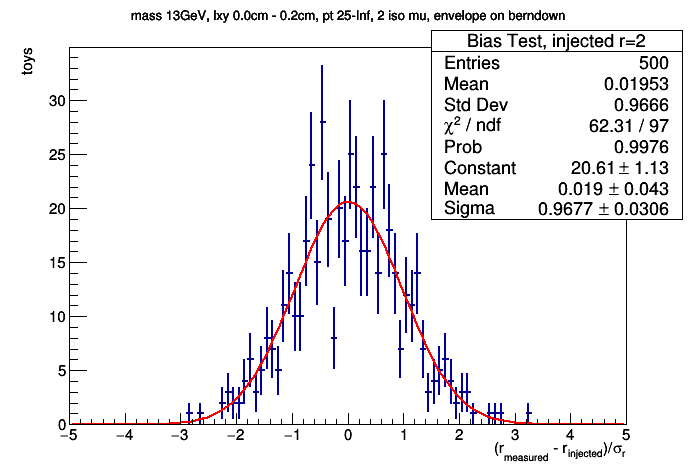 mass 13GeV, lxy 0.0cm - 0.2cm, pt 25-Inf, 2 iso mu, envelope on berndown
toys
Bias Test, injected r=2
Entries 500
Mean 0.01953
Std Dev 0.9666
χ² / ndf 62.31 / 97
Prob 0.9976
Constant 20.61 ± 1.13
Mean 0.019 ± 0.043
Sigma 0.9677 ± 0.0306
30
25
20
15
10
5
0
−5 −4 −3 −2 −1 0 1 2 3 4 5
(r_measured - r_injected)/σ_r